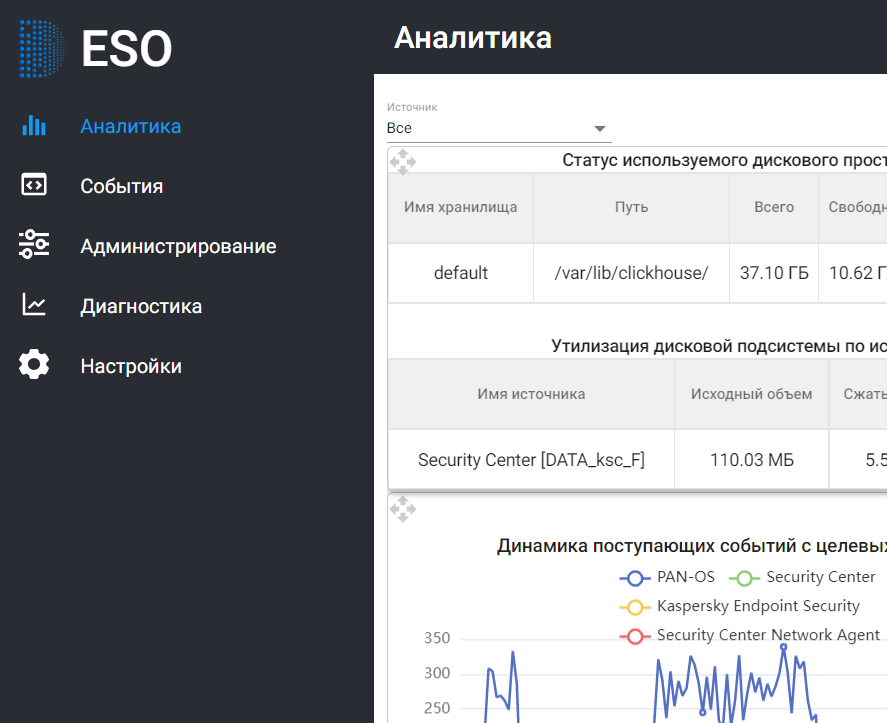 ESO
Аналитика
События
Администрирование
Диагностика
Настройки
Аналитика
Источник
Все
Статус используемого дискового прост
Имя хранилища Путь Всего Свободн
default /var/lib/clickhouse/ 37.10 ГБ 10.62 Г
Утилизация дисковой подсистемы по ис
Имя источника Исходный объем Сжать
Security Center [DATA_ksc_F] 110.03 МБ 5.5
Динамика поступающих событий с целевых
PAN-OS Security Center
Kaspersky Endpoint Security
Security Center Network Agent
350
300
250